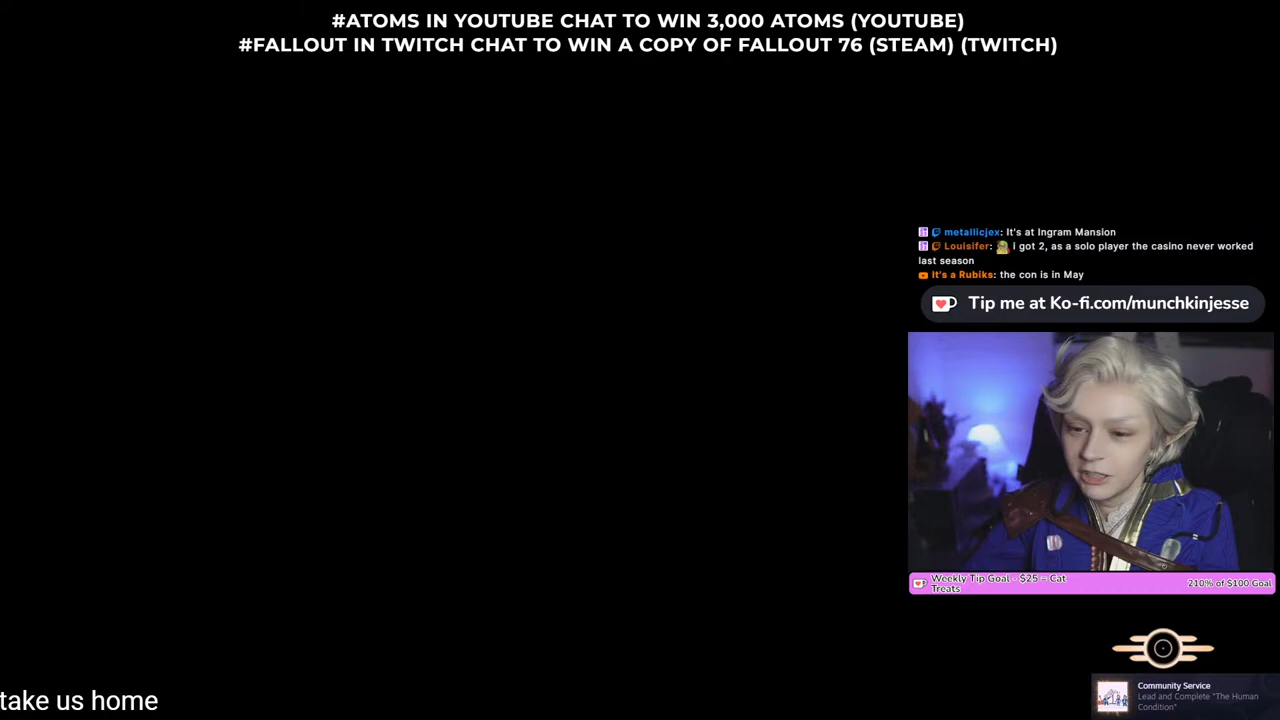 #ATOMS IN YOUTUBE CHAT TO WIN 3,000 ATOMS (YOUTUBE)
#FALLOUT IN TWITCH CHAT TO WIN A COPY OF FALLOUT 76 (STEAM) (TWITCH)
metallicjex: It's at Ingram Mansion
Louisifer: i got 2, as a solo player the casino never worked
last season
It's a Rubiks: the con is in May
Tip me at Ko-fi.com/munchkinjesse
Weekly Tip Goal - $25 = Cat
Treats
210% of $100 Goal
take us home
Community Service
Lead and Complete "The Human
Condition"